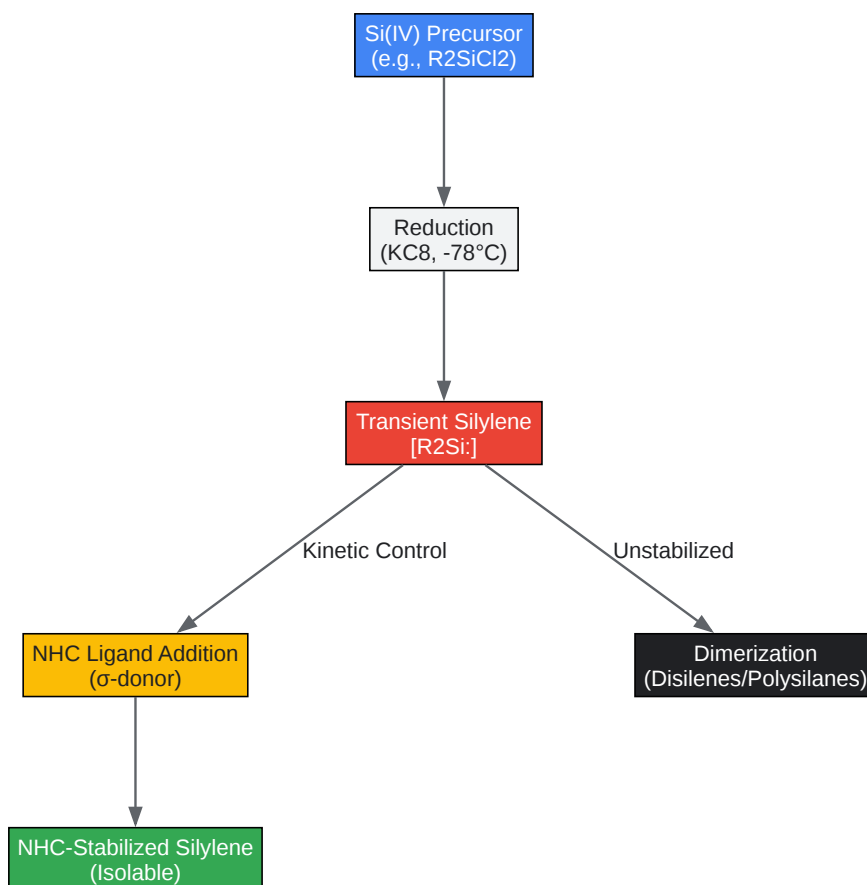 Si(IV) Precursor
(e.g., R2SiCl2)
Reduction
(KC8, -78°C)
Transient Silylene
[R2Si:]
Kinetic Control
Unstabilized
NHC Ligand Addition
(σ-donor)
Dimerization
(Disilenes/Polysilanes)
NHC-Stabilized Silylene
(Isolable)